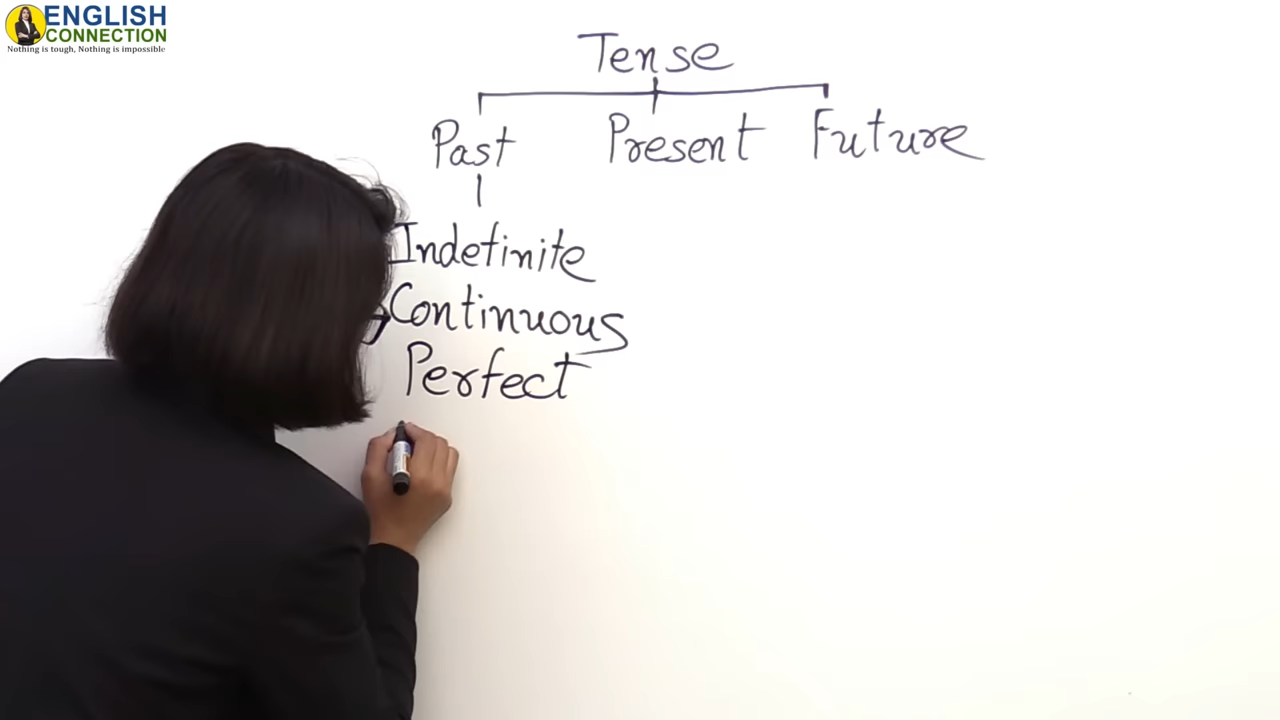 ENGLISH
CONNECTION
Nothing is tough, Nothing is impossible
Tense
Past Present Future
Indefinite
Continuous
Perfect